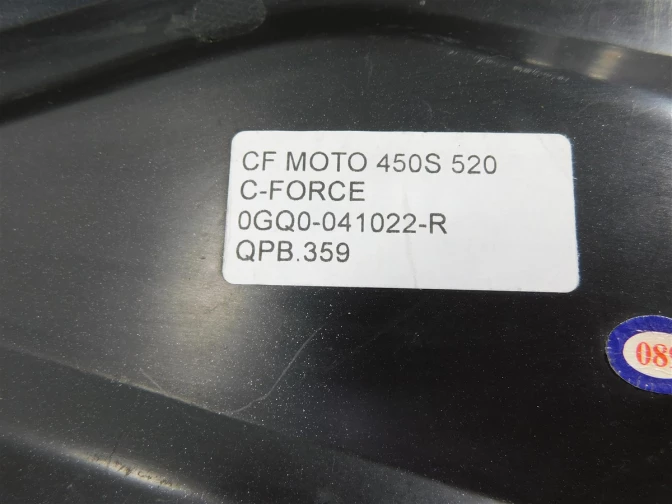 CF MOTO 450S 520
C-FORCE
0GQ0-041022-R
QPB.359